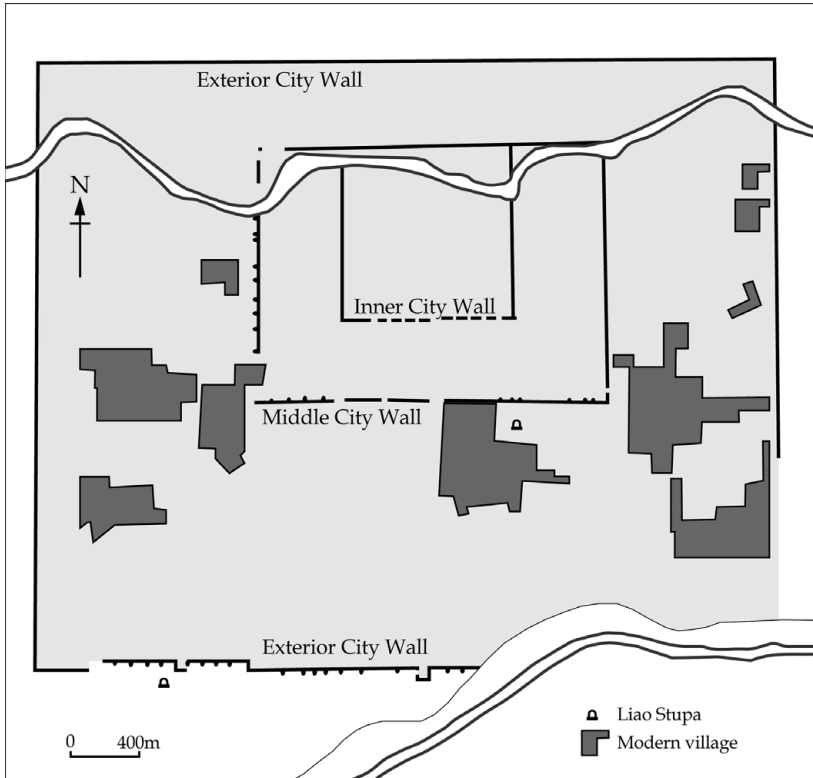 Exterior City Wall
N
Inner City Wall
Middle City Wall
Exterior City Wall
0 400m
Liao Stupa
Modern village